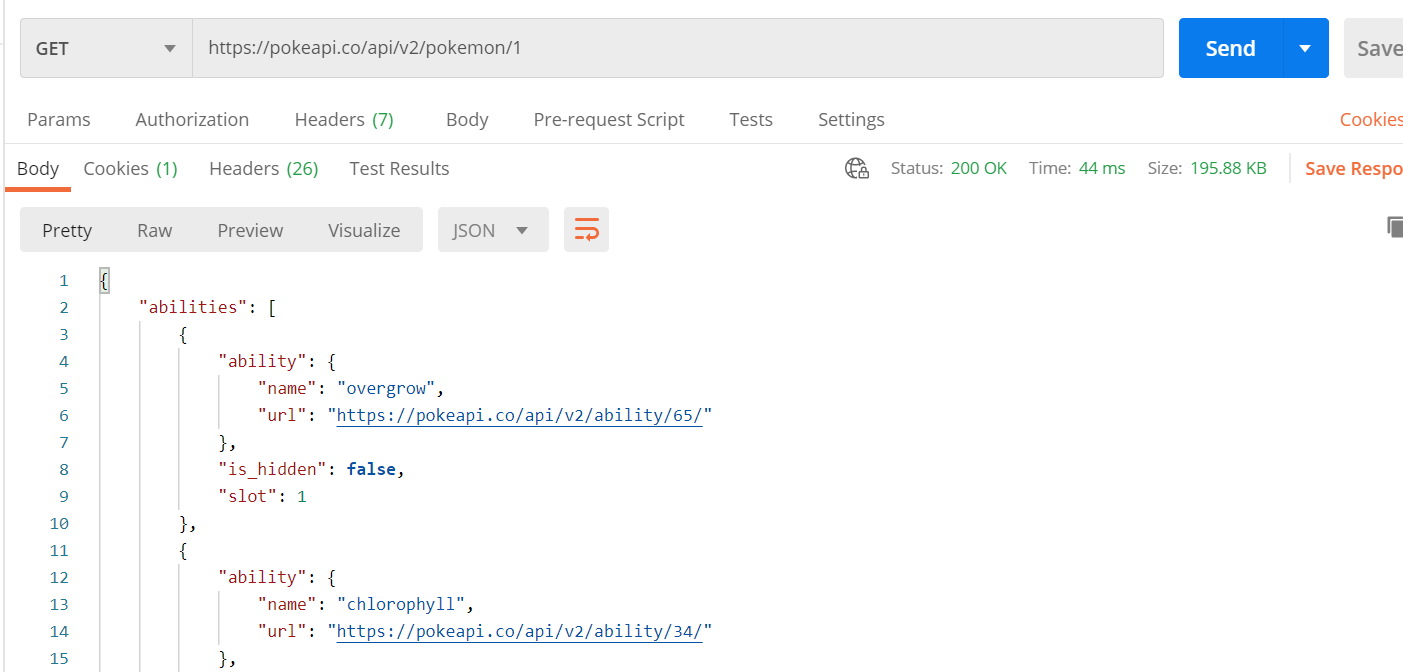 GET https://pokeapi.co/api/v2/pokemon/1 Send Save
Params Authorization Headers (7) Body Pre-request Script Tests Settings Cookies
Body Cookies (1) Headers (26) Test Results Status: 200 OK Time: 44 ms Size: 195.88 KB Save Respo
Pretty Raw Preview Visualize JSON
1 {
2 "abilities": [
3 {
4 "ability": {
5 "name": "overgrow",
6 "url": "https://pokeapi.co/api/v2/ability/65/"
7 },
8 "is_hidden": false,
9 "slot": 1
10 },
11 {
12 "ability": {
13 "name": "chlorophyll",
14 "url": "https://pokeapi.co/api/v2/ability/34/"
15 },